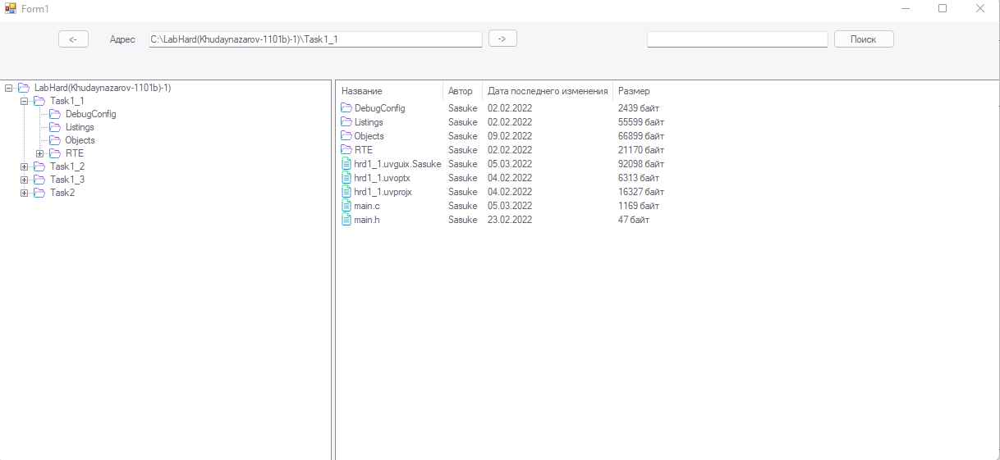 Form1
<- Адрес C:\LabHard(Khudaynazarov-1101b)-1)\Task1_1 -> Поиск
LabHard(Khudaynazarov-1101b)-1)
Task1_1
DebugConfig
Listings
Objects
RTE
Task1_2
Task1_3
Task2
Название Автор Дата последнего изменения Размер
DebugConfig Sasuke 02.02.2022 2439 байт
Listings Sasuke 02.02.2022 55599 байт
Objects Sasuke 09.02.2022 66899 байт
RTE Sasuke 02.02.2022 21170 байт
hrd1_1.uvguix.Sasuke Sasuke 05.03.2022 92098 байт
hrd1_1.uvoptx Sasuke 04.02.2022 6313 байт
hrd1_1.uvprojx Sasuke 04.02.2022 16327 байт
main.c Sasuke 05.03.2022 1169 байт
main.h Sasuke 23.02.2022 47 байт